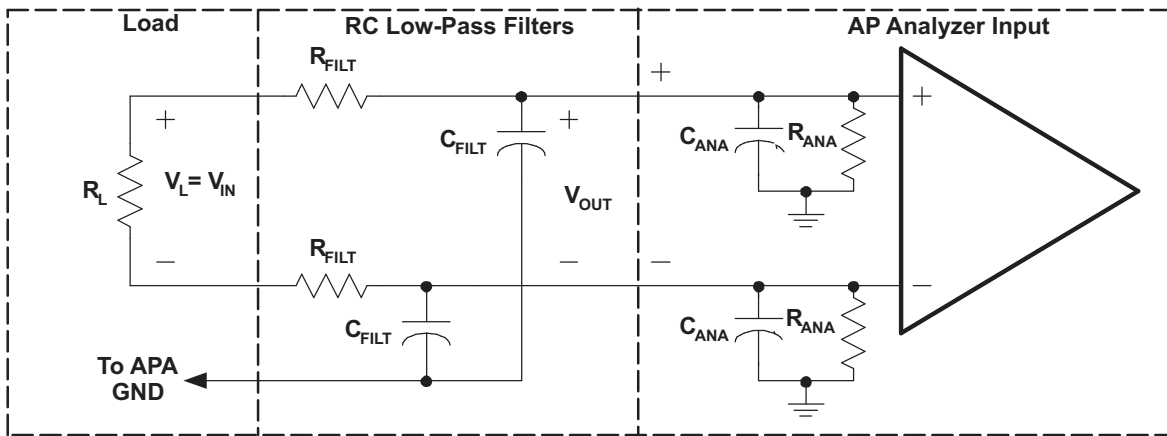 Load
RC Low-Pass Filters
AP Analyzer Input
R_FILT
+
+
+
+
C_FILT
C_ANA
R_ANA
R_L
V_L = V_IN
V_OUT
R_FILT
−
−
−
−
C_FILT
C_ANA
R_ANA
To APA
GND